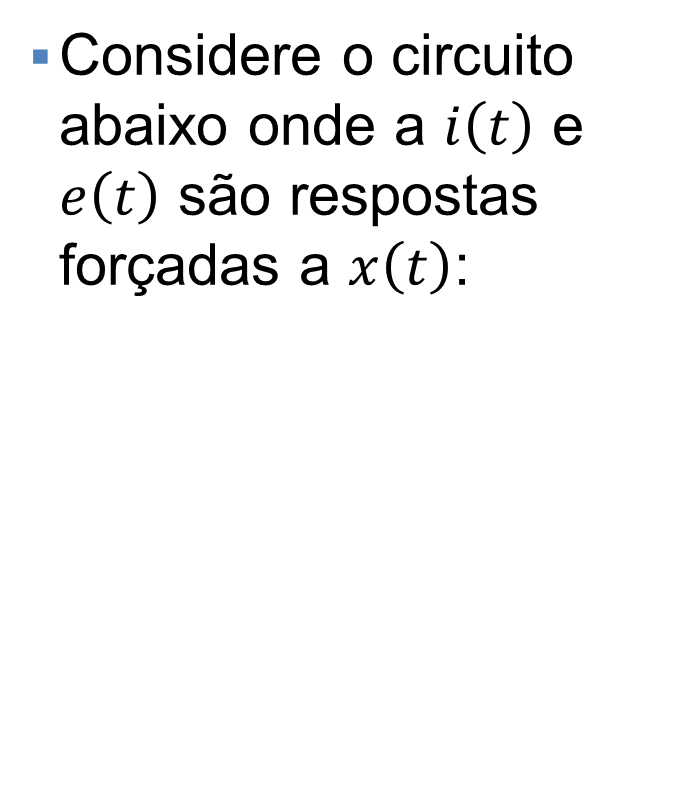 ▪ Considere o circuito
abaixo onde a i(t) e
e(t) são respostas
forçadas a x(t):